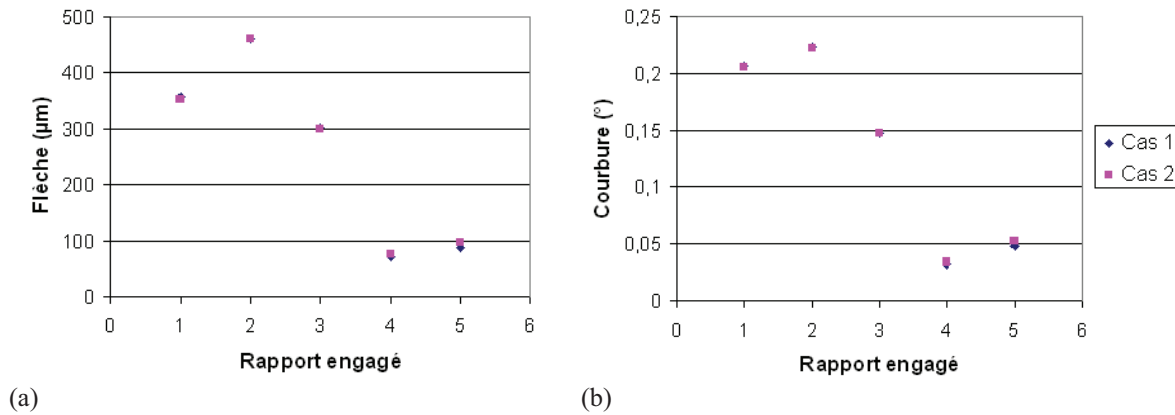 500
400
300
200
100
0
0 1 2 3 4 5 6
Flèche (µm)
Rapport engagé
(a)
0,25
0,2
0,15
0,1
0,05
0
0 1 2 3 4 5 6
Courbure (°)
Rapport engagé
Cas 1
Cas 2
(b)